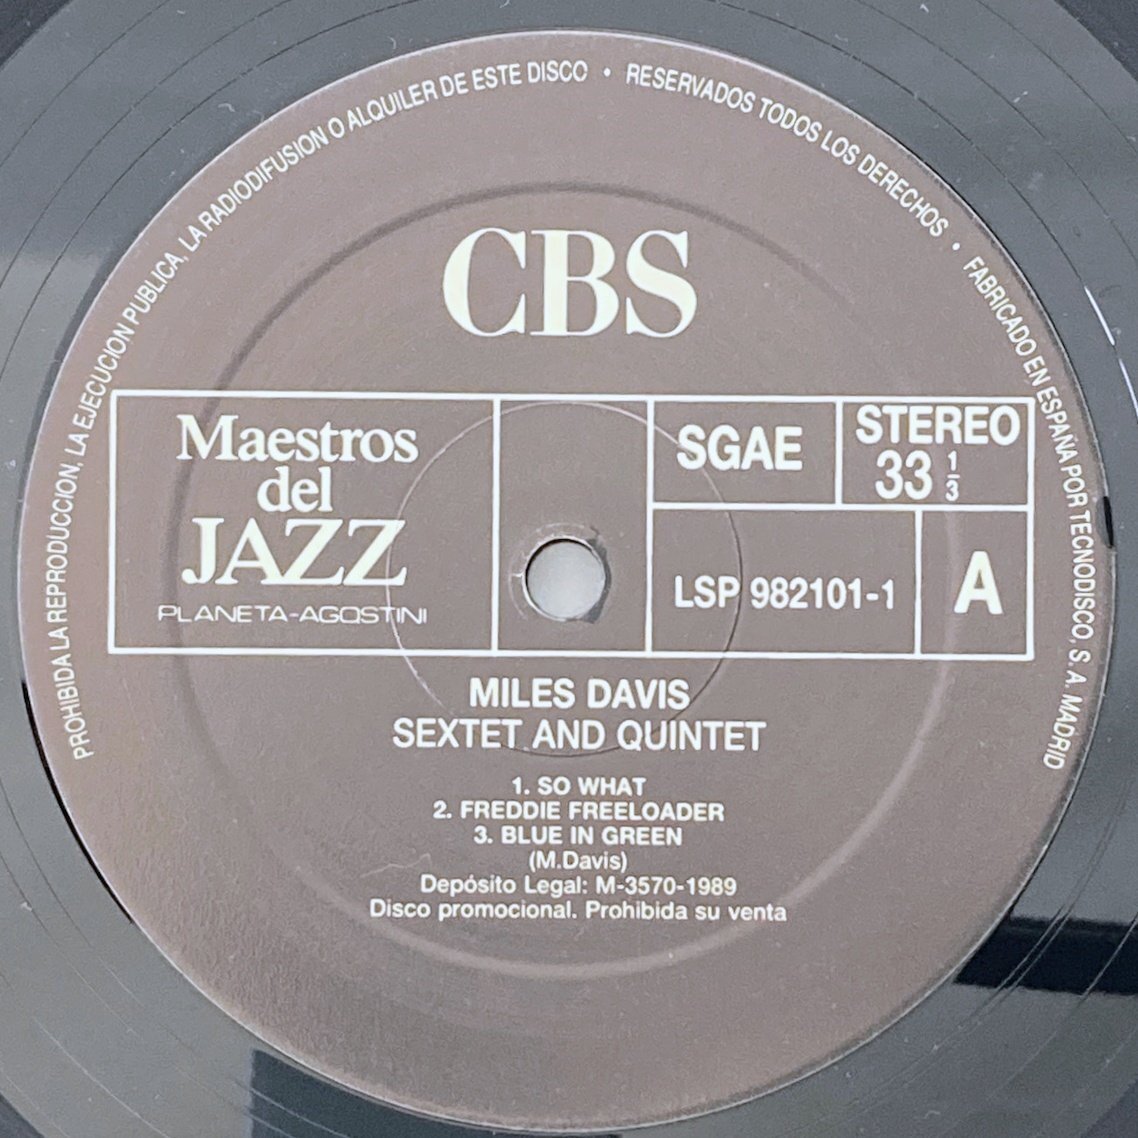 PROHIBIDA LA REPRODUCCION, LA EJECUCION PUBLICA, LA RADIODIFUSION O ALQUILER DE ESTE DISCO • RESERVADOS TODOS LOS DERECHOS • FABRICADO EN ESPAÑA POR TECNODISCO, S. A. MADRID
CBS
Maestros
del
JAZZ
PLANETA-AGOSTINI
SGAE
STEREO
33 1/3
LSP 982101-1
A
MILES DAVIS
SEXTET AND QUINTET
1. SO WHAT
2. FREDDIE FREELOADER
3. BLUE IN GREEN
(M.Davis)
Depósito Legal: M-3570-1989
Disco promocional. Prohibida su venta